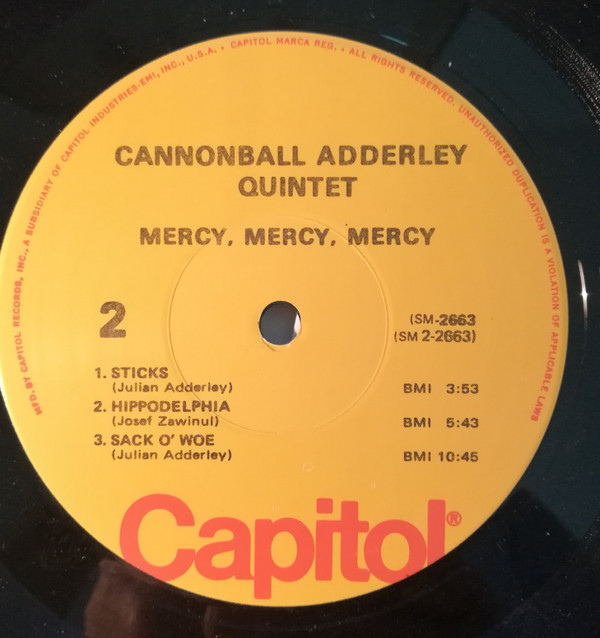 MFD. BY CAPITOL RECORDS, INC., A SUBSIDIARY OF CAPITOL INDUSTRIES-EMI, INC., U.S.A. • CAPITOL MARCA REG. • ALL RIGHTS RESERVED. UNAUTHORIZED DUPLICATION IS A VIOLATION OF APPLICABLE LAWS
CANNONBALL ADDERLEY
QUINTET
MERCY, MERCY, MERCY
2
(SM-2663
(SM 2-2663)
1. STICKS
(Julian Adderley) BMI 3:53
2. HIPPODELPHIA
(Josef Zawinul) BMI 5:43
3. SACK O' WOE
(Julian Adderley) BMI 10:45
Capitol®